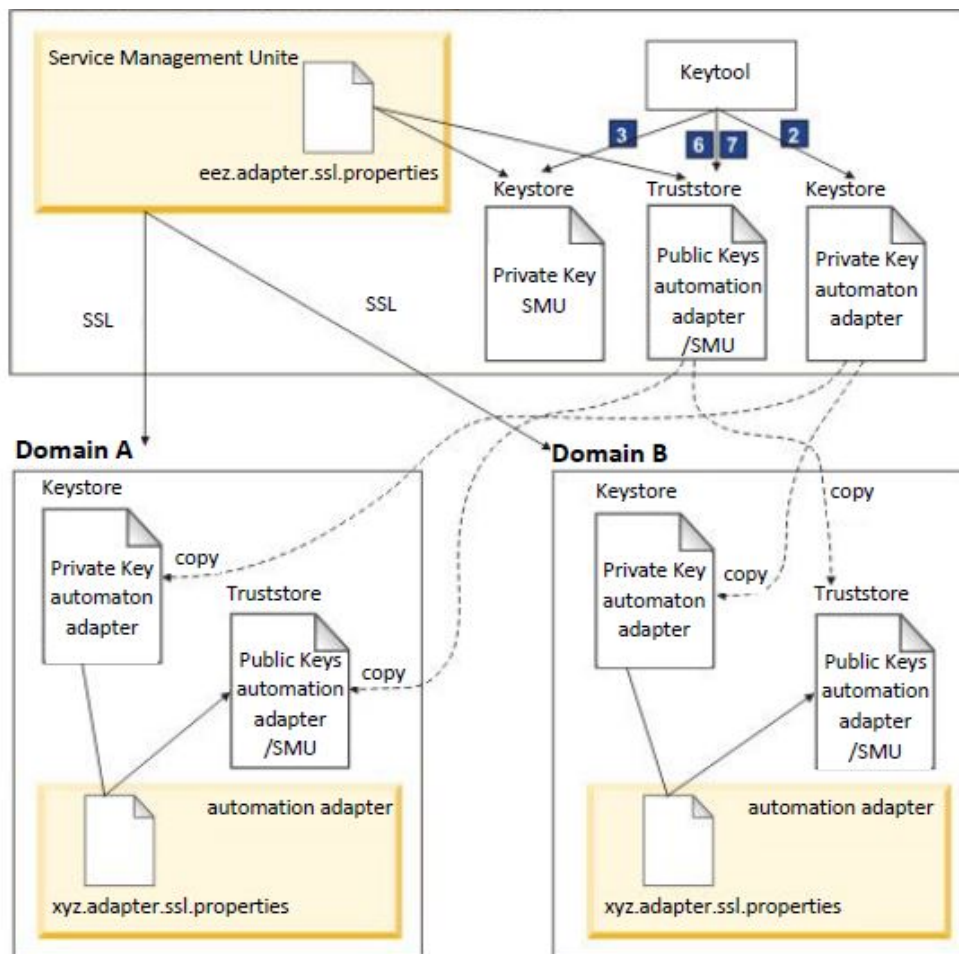 Service Management Unite
eez.adapter.ssl.properties
Keytool
3
6
7
2
Keystore
Private Key
SMU
Truststore
Public Keys
automation
adapter
/SMU
Keystore
Private Key
automaton
adapter
SSL
SSL
Domain A
Keystore
Private Key
automaton
adapter
copy
Truststore
Public Keys
automation
adapter
/SMU
copy
automation adapter
xyz.adapter.ssl.properties
Domain B
Keystore
Private Key
automaton
adapter
copy
copy
Truststore
Public Keys
automation
adapter
/SMU
automation adapter
xyz.adapter.ssl.properties